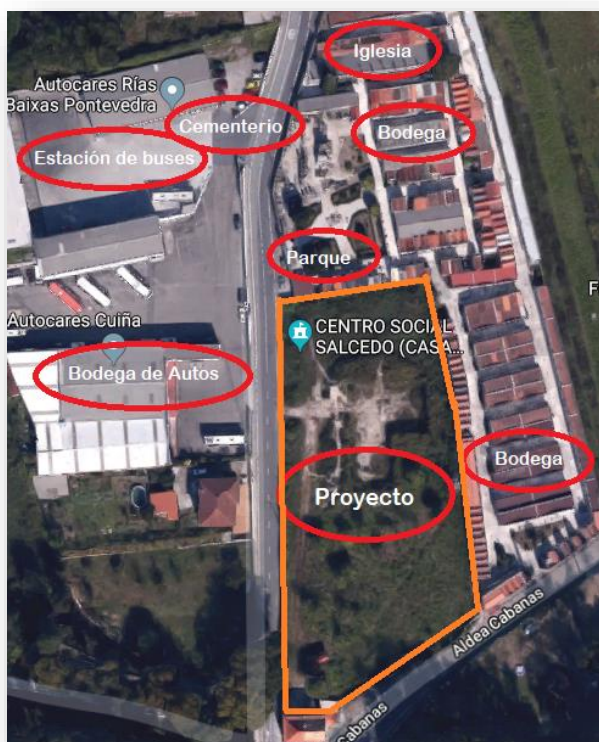 Iglesia
Autocares Rías
Baixas Pontevedra
Cementerio
Bodega
Estación de buses
Parque
F
Autocares Cuiña
CENTRO SOCIAL
SALCEDO (CASA...
Bodega de Autos
Bodega
Proyecto
Aldea Cabanas
Cabanas